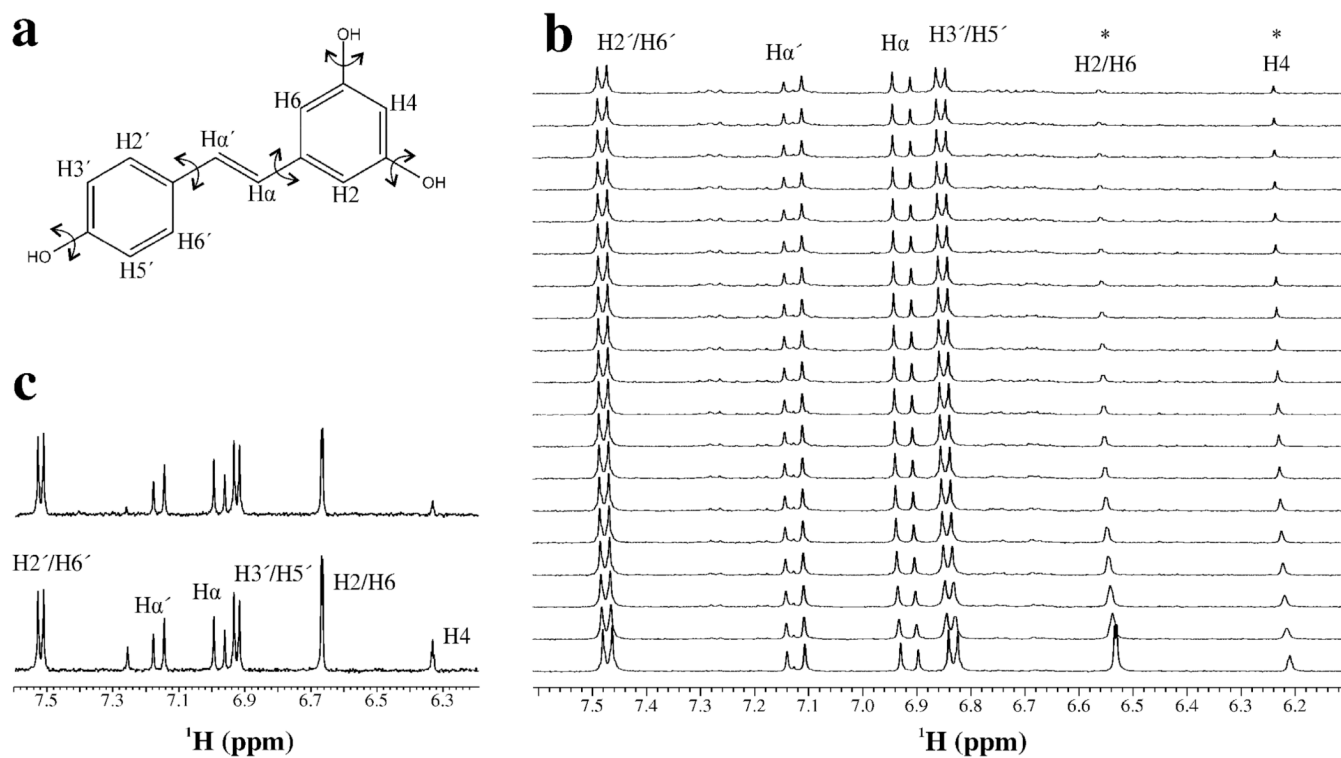 a
OH
H6
H4
Hα´
H2´
H3´
Hα
H2
OH
H6´
HO
H5´
b
H2´/H6´
Hα´
Hα
H3´/H5´
*
H2/H6
*
H4
7.5 7.4 7.3 7.2 7.1 7.0 6.9 6.8 6.7 6.6 6.5 6.4 6.3 6.2
¹H (ppm)
c
H2´/H6´
Hα´
Hα
H3´/H5´
H2/H6
H4
7.5 7.1 7.1 6.9 6.7 6.5 6.3
¹H (ppm)